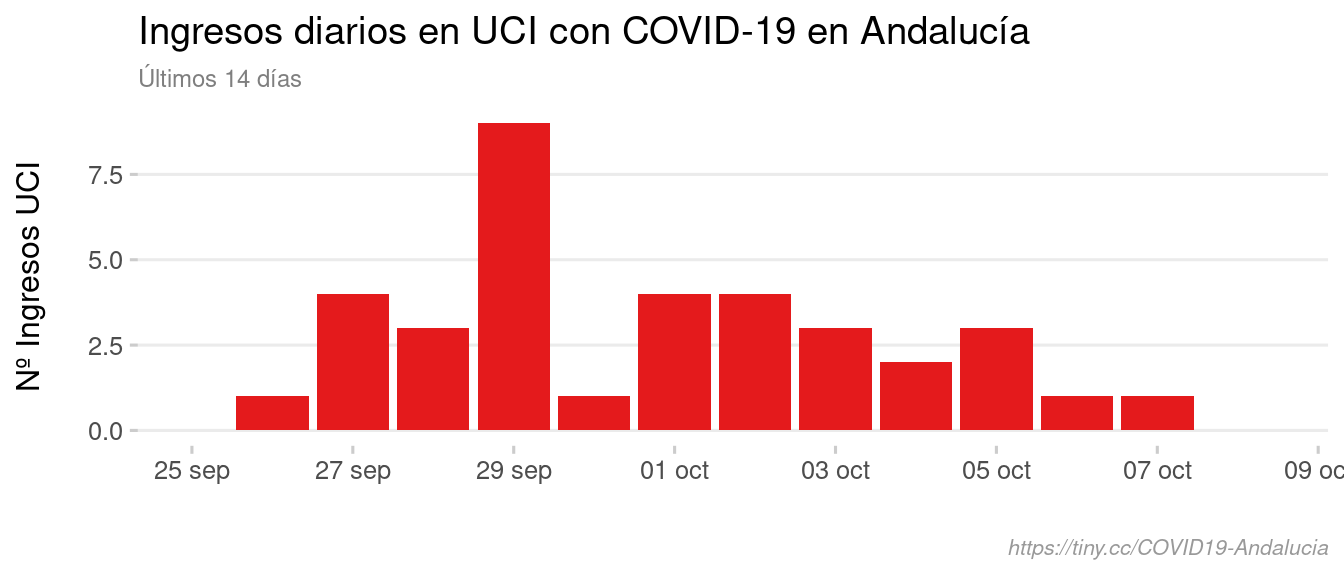 Ingresos diarios en UCI con COVID-19 en Andalucía
Últimos 14 días
Nº Ingresos UCI
7.5
5.0
2.5
0.0
25 sep 27 sep 29 sep 01 oct 03 oct 05 oct 07 oct 09 oc
https://tiny.cc/COVID19-Andalucia